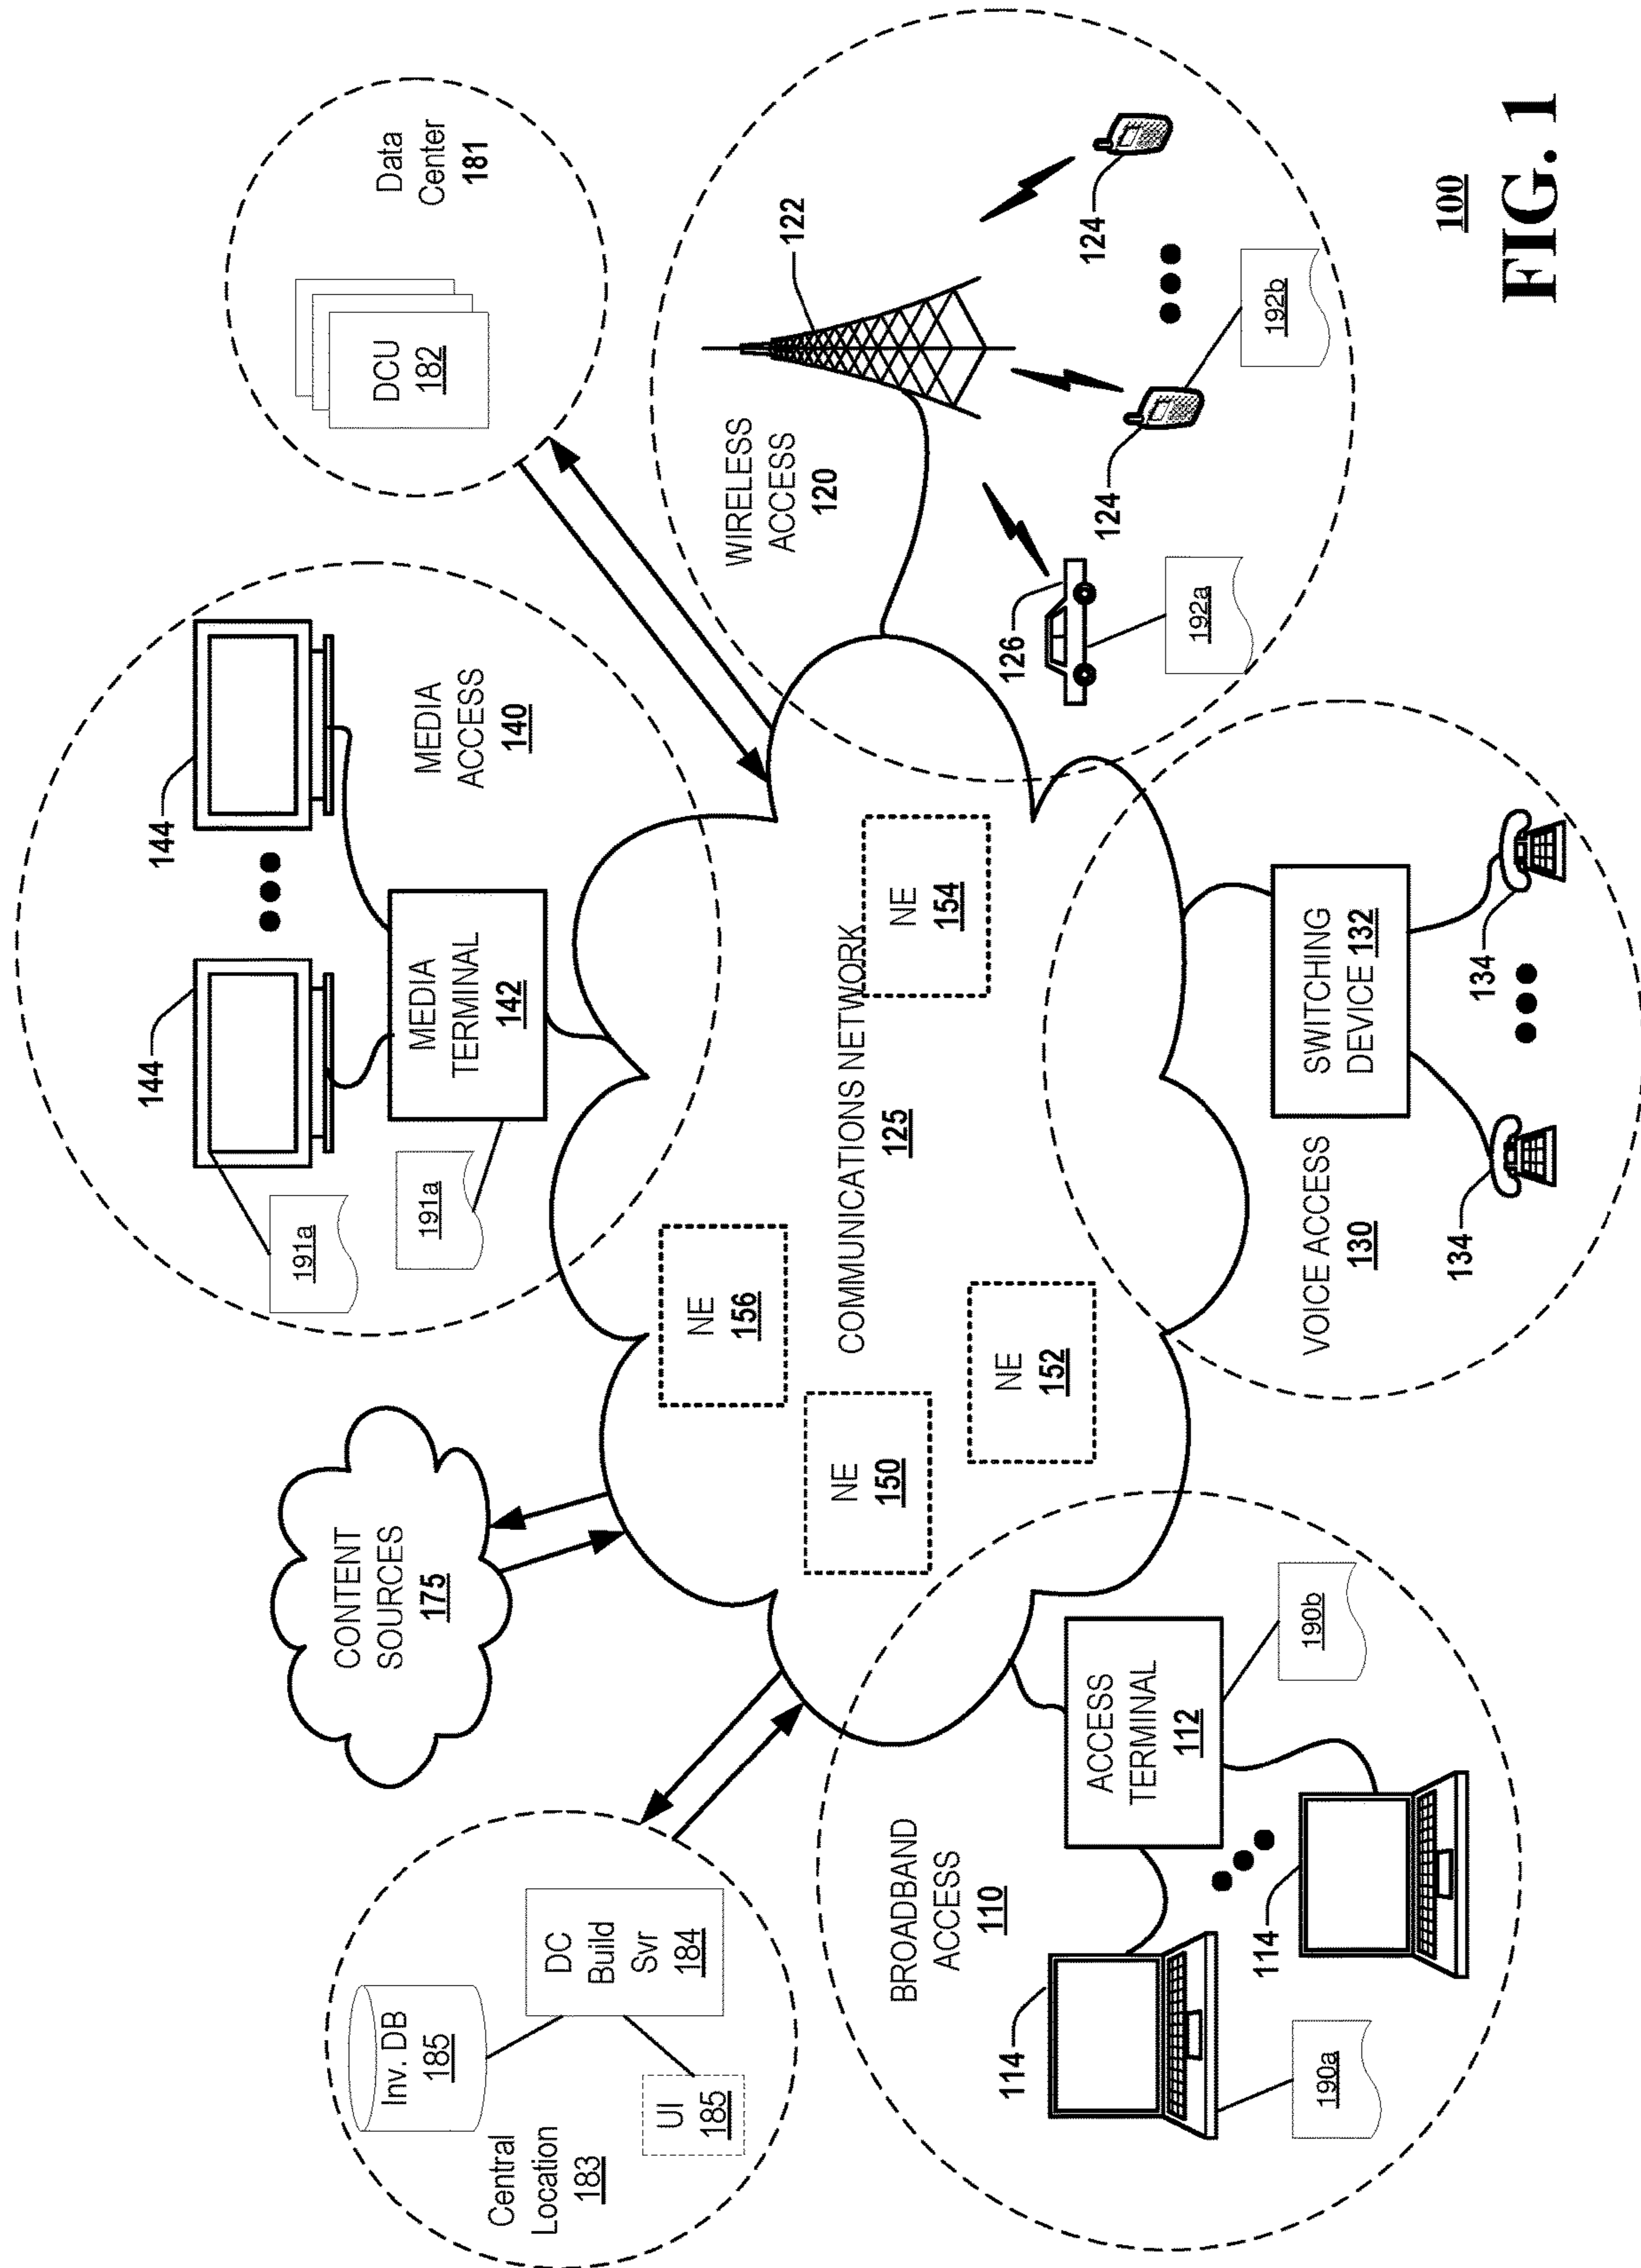 Central
Location
183
Inv. DB
185
UI
185
DC
Build
Svr
184
CONTENT
SOURCES
175
191a
191a
144
144
MEDIA
TERMINAL
142
MEDIA
ACCESS
140
DCU
182
Data
Center
181
NE
156
NE
150
NE
152
COMMUNICATIONS NETWORK
125
NE
154
WIRELESS
ACCESS
120
122
126
192a
124
192b
124
BROADBAND
ACCESS
110
114
190a
114
ACCESS
TERMINAL
112
190b
VOICE ACCESS
130
134
SWITCHING
DEVICE 132
134
100
FIG. 1